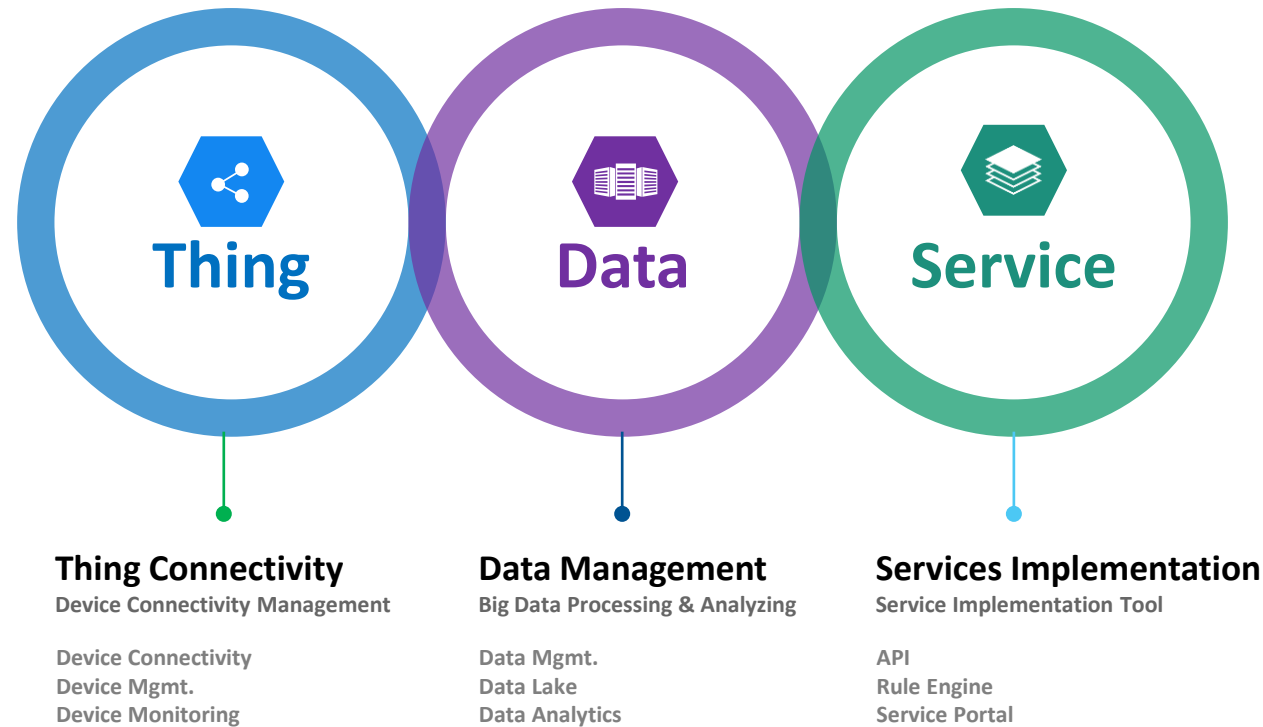 Thing
Data
Service
Thing Connectivity
Device Connectivity Management
Device Connectivity
Device Mgmt.
Device Monitoring
Data Management
Big Data Processing & Analyzing
Data Mgmt.
Data Lake
Data Analytics
Services Implementation
Service Implementation Tool
API
Rule Engine
Service Portal